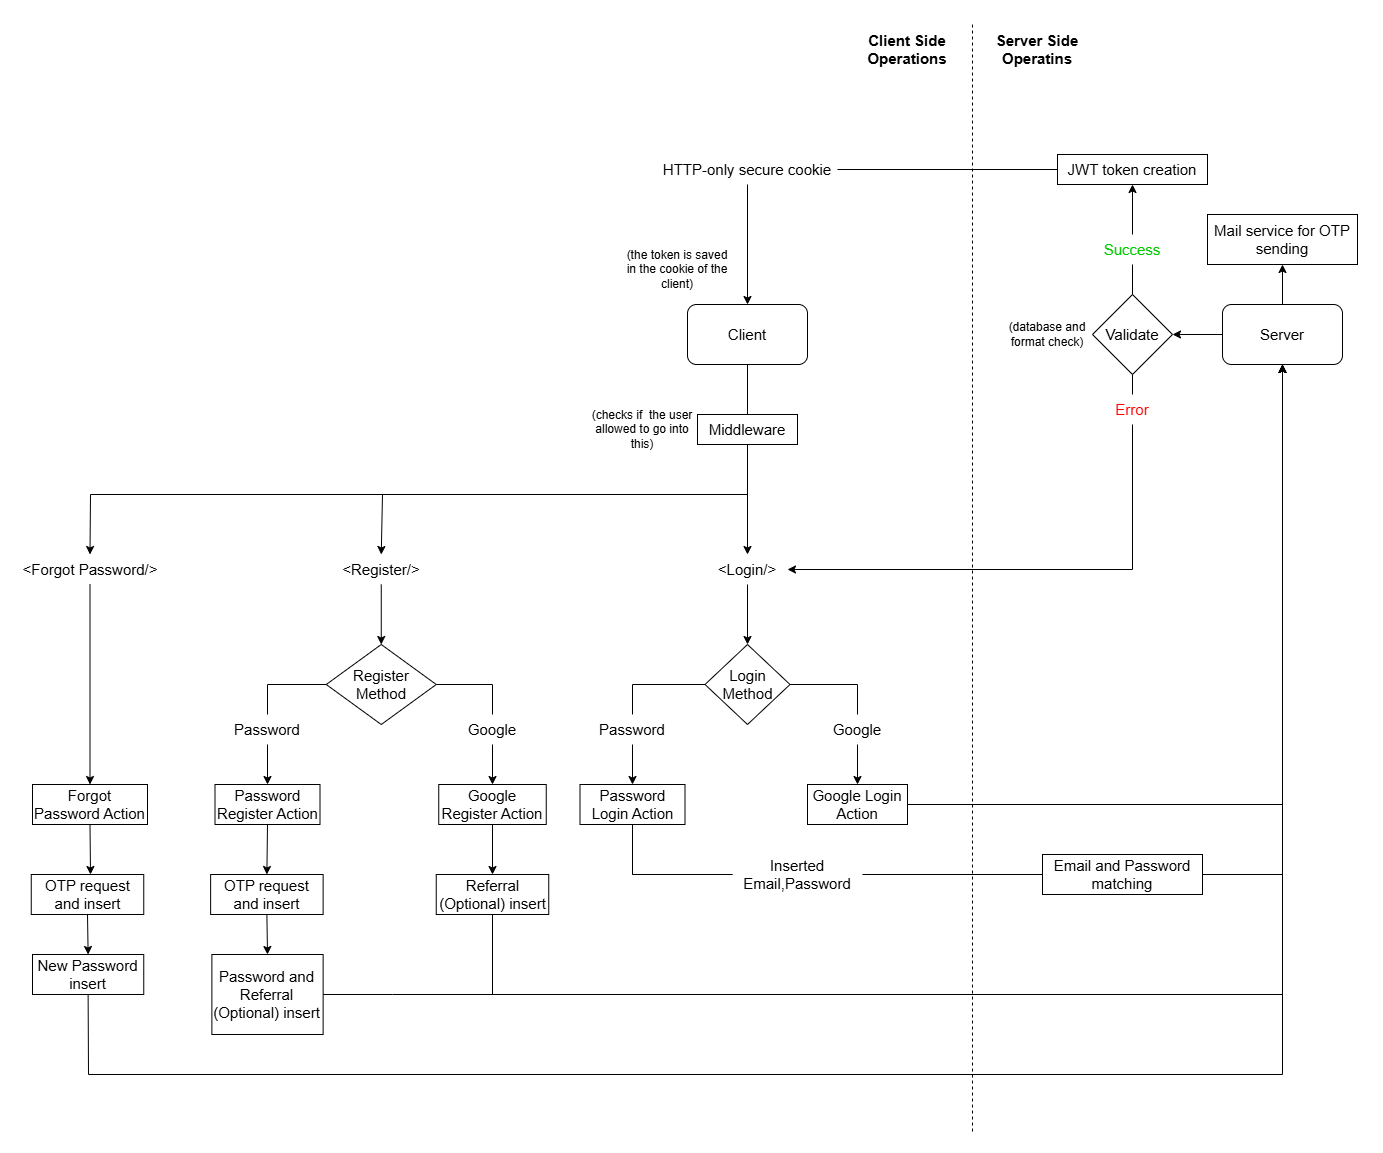 Client Side
Operations
Server Side
Operatins
HTTP-only secure cookie
JWT token creation
Mail service for OTP
sending
Success
(the token is saved
in the cookie of the
client)
Client
(database and
format check)
Validate
Server
Error
(checks if  the user
allowed to go into
this)
Middleware
<Forgot Password/>
<Register/>
<Login/>
Register
Method
Login
Method
Password
Google
Password
Google
Forgot
Password Action
Password
Register Action
Google
Register Action
Password
Login Action
Google Login
Action
OTP request
and insert
OTP request
and insert
Referral
(Optional) insert
Inserted
Email,Password
Email and Password
matching
New Password
insert
Password and
Referral
(Optional) insert